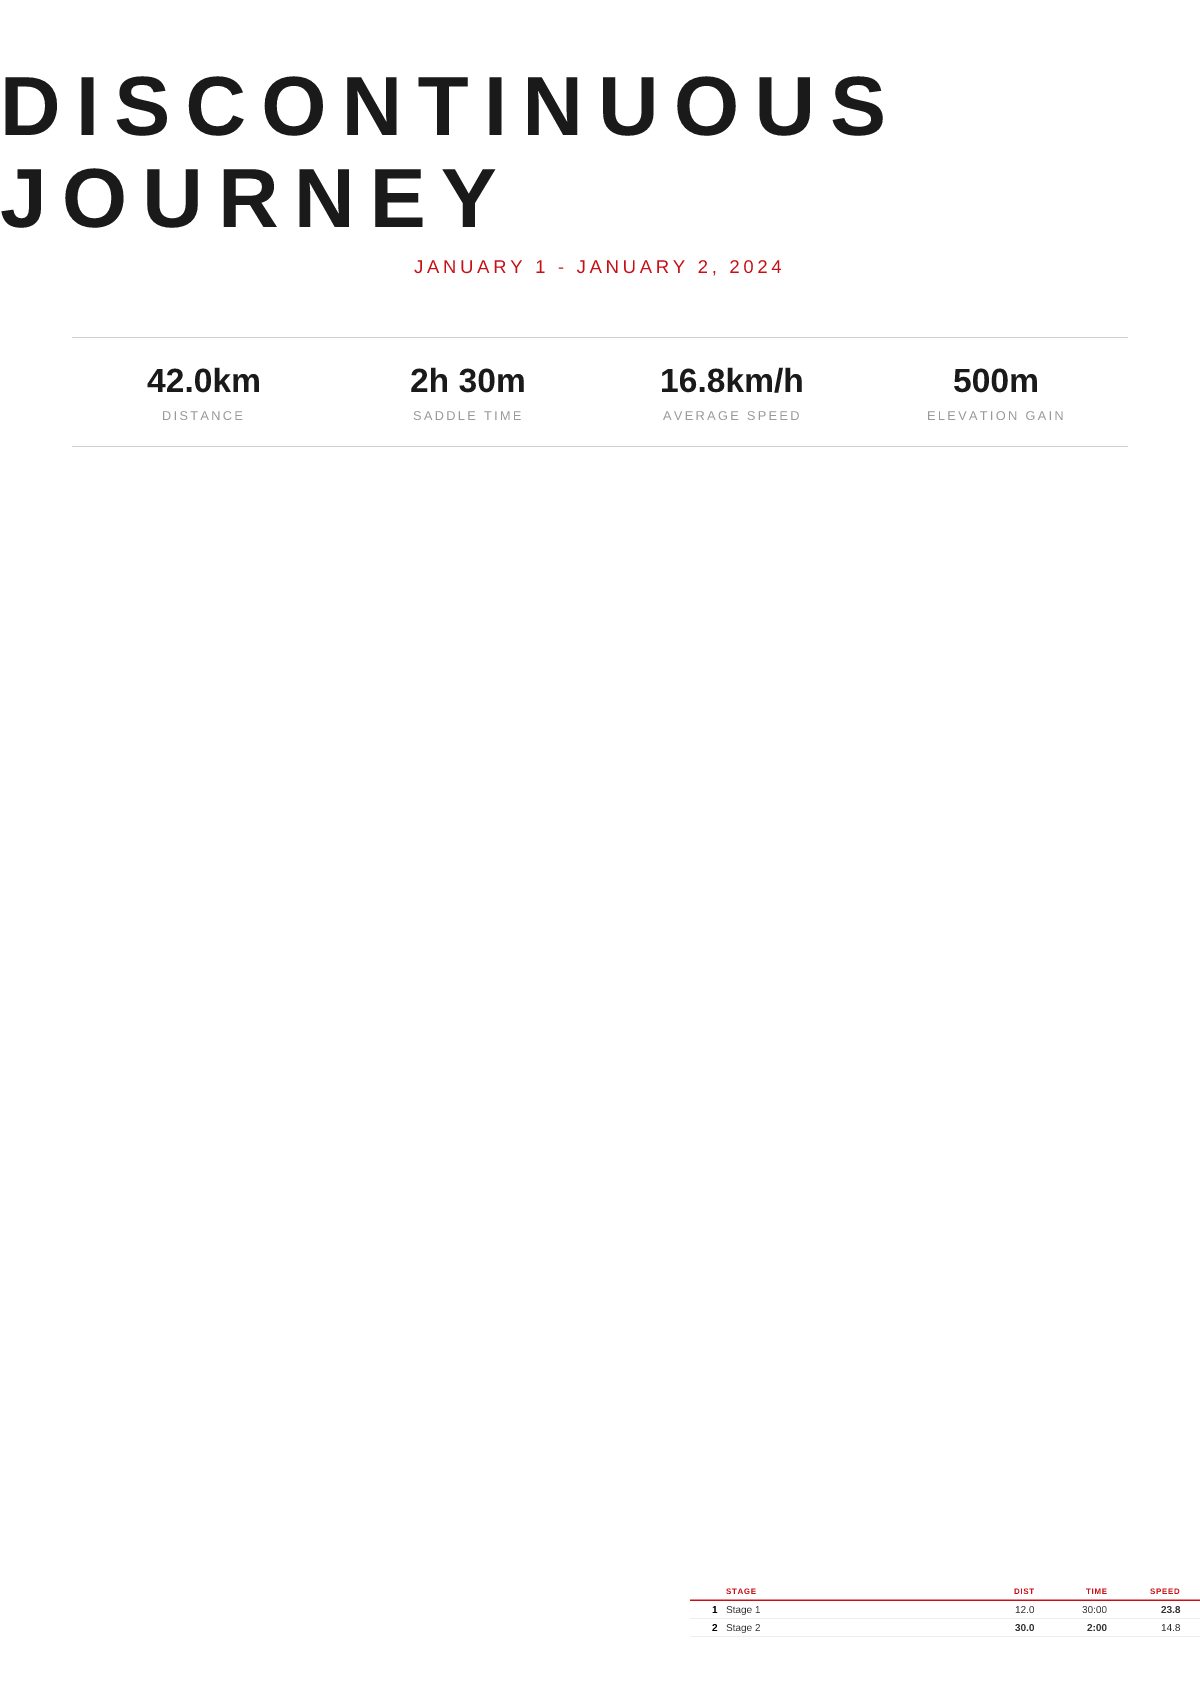 DISCONTINUOUS
JOURNEY
JANUARY 1 - JANUARY 2, 2024
42.0km 2h 30m 16.8km/h 500m
DISTANCE SADDLE TIME AVERAGE SPEED ELEVATION GAIN
STAGE DIST TIME SPEED
1 Stage 1 12.0 30:00 23.8
2 Stage 2 30.0 2:00 14.8